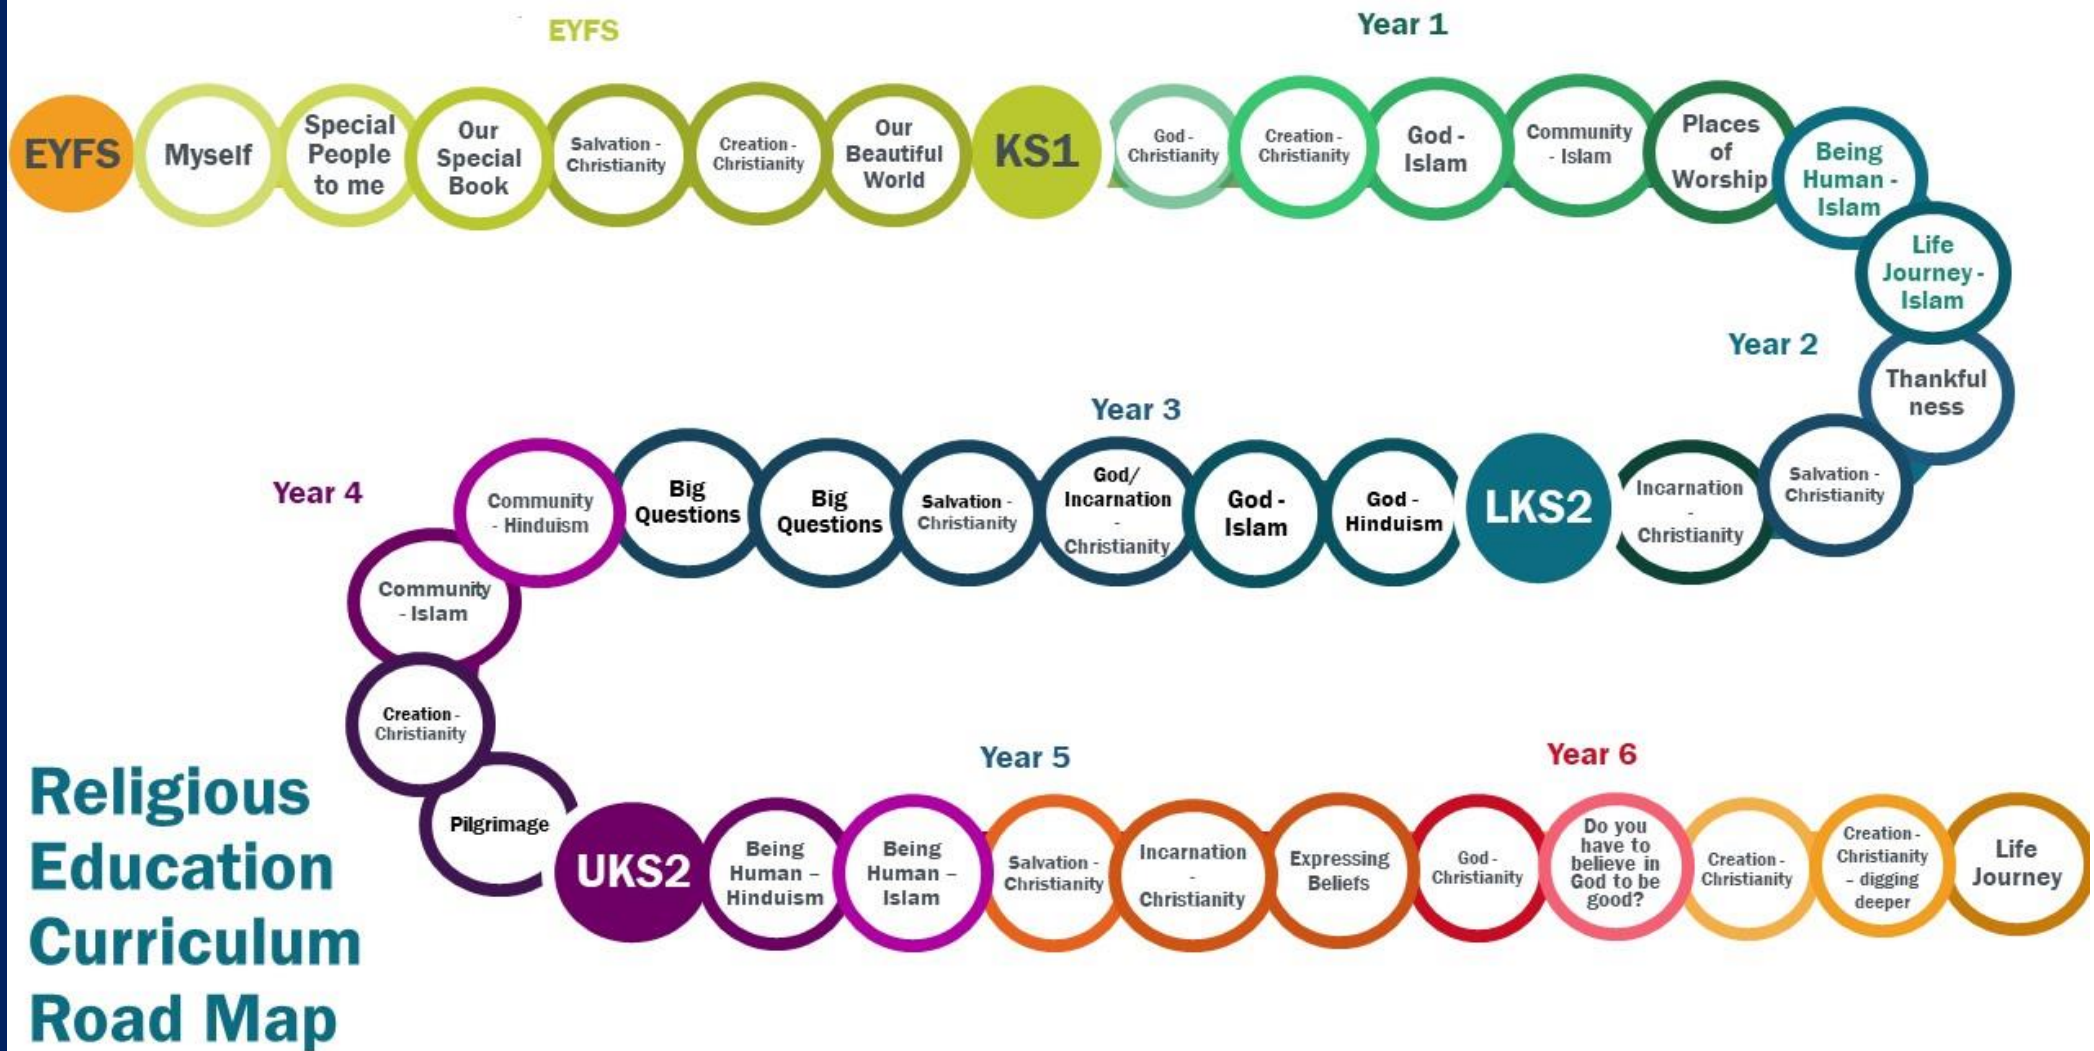 EYFS
Year 1
EYFS
Myself
Special
People
to me
Our
Special
Book
Salvation -
Christianity
Creation -
Christianity
Our
Beautiful
World
KS1
God -
Christianity
Creation -
Christianity
God -
Islam
Community
- Islam
Places
of
Worship
Being
Human -
Islam
Life
Journey -
Islam
Year 2
Thankful
ness
Salvation -
Christianity
Incarnation
-
Christianity
LKS2
Year 3
God -
Hinduism
God -
Islam
God/
Incarnation
-
Christianity
Salvation -
Christianity
Big
Questions
Big
Questions
Year 4
Community
- Hinduism
Community
- Islam
Creation -
Christianity
Pilgrimage
UKS2
Year 5
Being
Human –
Hinduism
Being
Human –
Islam
Salvation -
Christianity
Incarnation
-
Christianity
Expressing
Beliefs
Year 6
God -
Christianity
Do you
have to
believe in
God to be
good?
Creation -
Christianity
Creation -
Christianity
– digging
deeper
Life
Journey
Religious
Education
Curriculum
Road Map